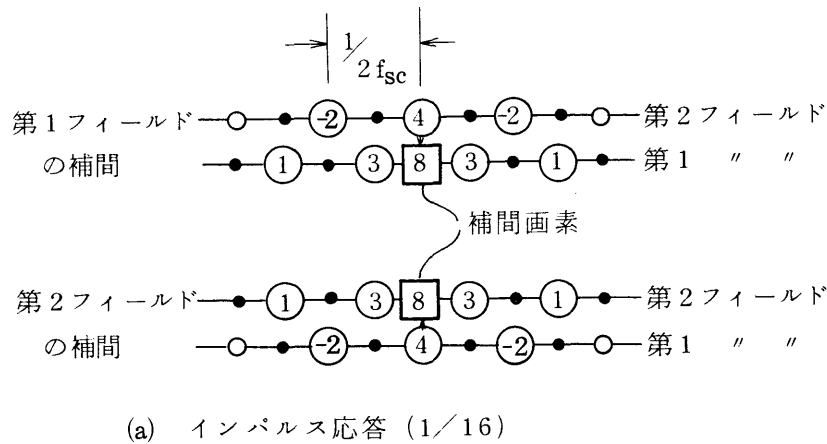 1/2fsc
第1フィールド -2 4 -2 第2フィールド
の補間 1 3 8 3 1 第1 〃 〃
補間画素
第2フィールド 1 3 8 3 1 第2フィールド
の補間 -2 4 -2 第1 〃 〃
(a) インパルス応答 (1/16)